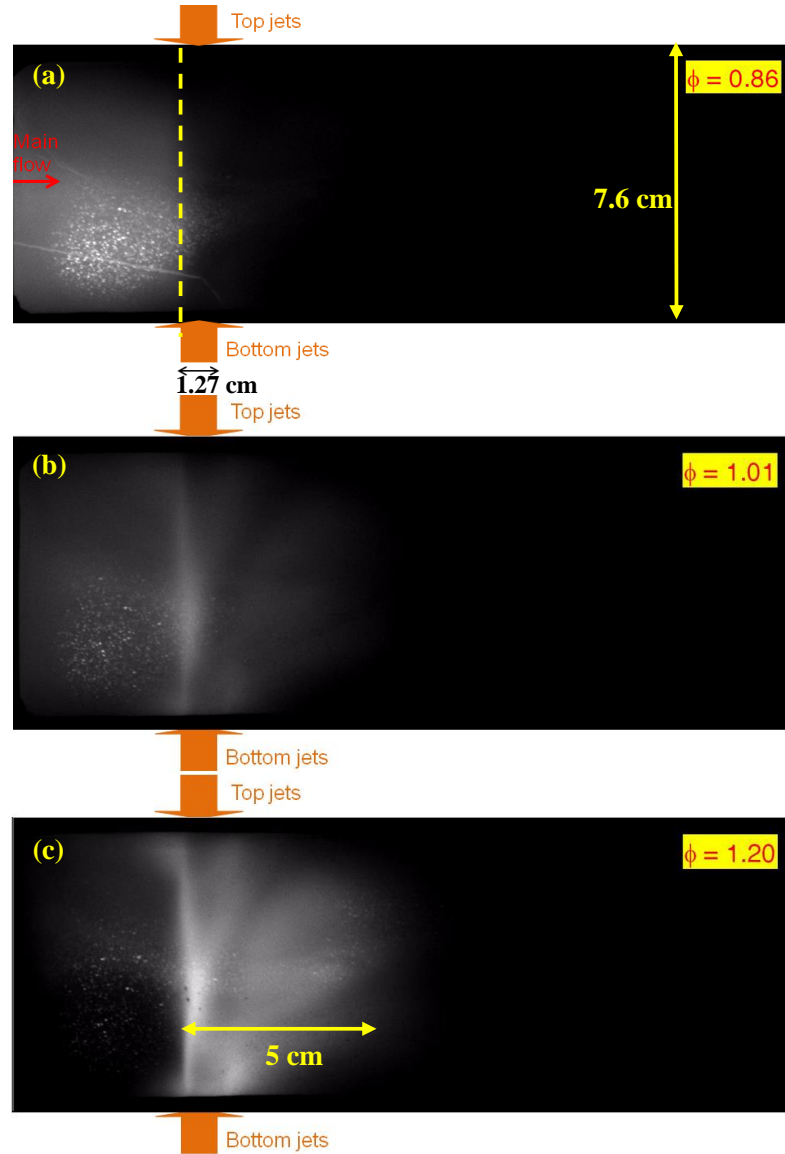 Top jets
(a)
ϕ = 0.86
Main
flow
7.6 cm
Bottom jets
1.27 cm
Top jets
(b)
ϕ = 1.01
Bottom jets
Top jets
(c)
ϕ = 1.20
5 cm
Bottom jets